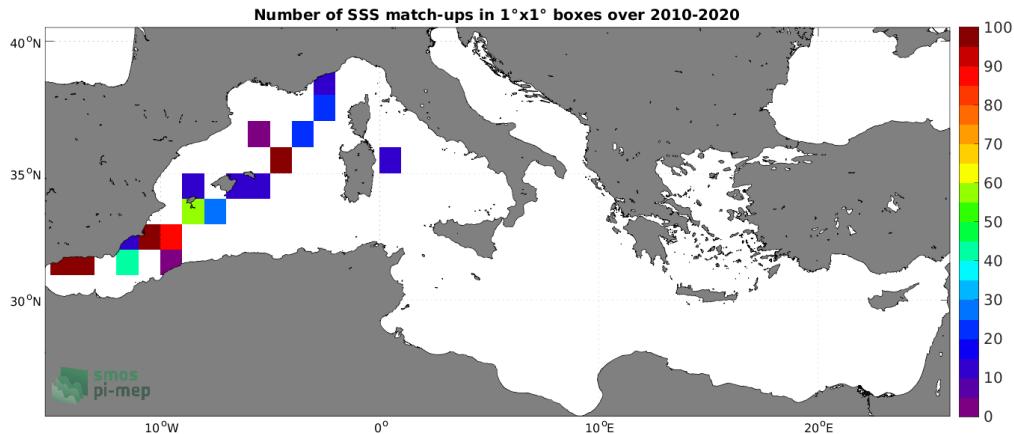 Number of SSS match-ups in 1°x1° boxes over 2010-2020
40°N
35°N
30°N
10°W
0°
10°E
20°E
100
90
80
70
60
50
40
30
20
10
0
smos
pi-mep